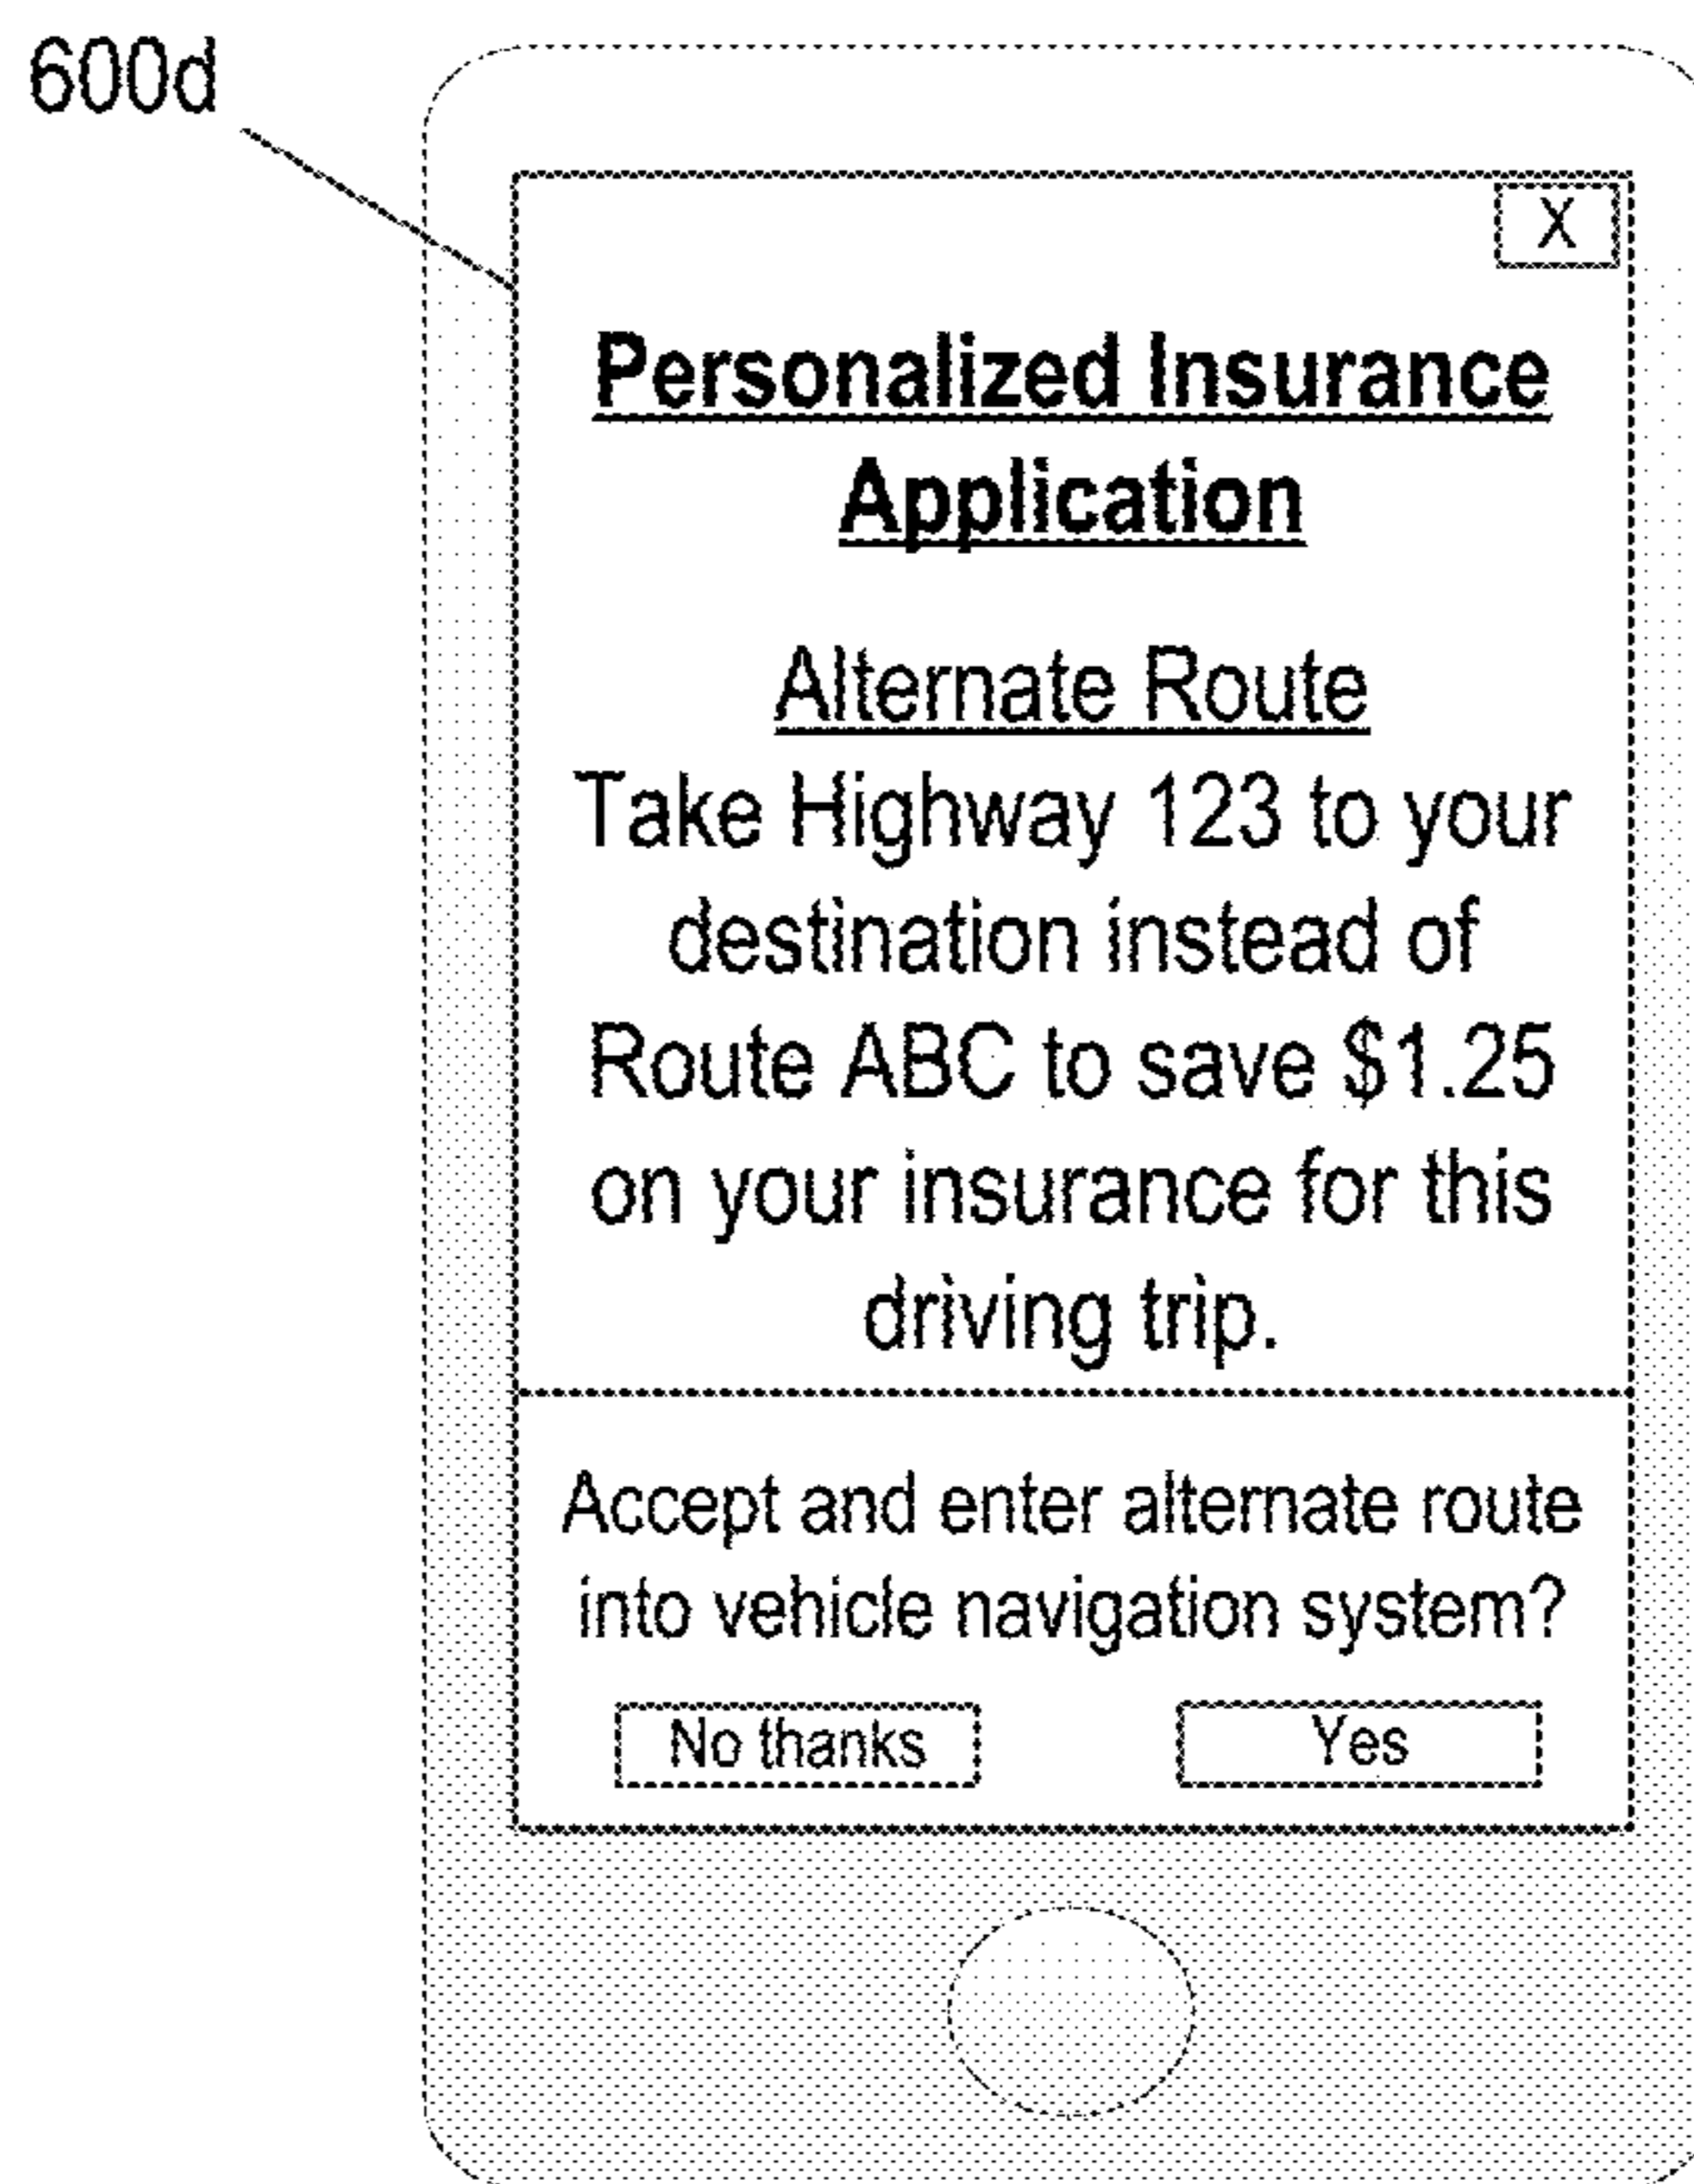 600d
X
Personalized Insurance
Application
Alternate Route
Take Highway 123 to your
destination instead of
Route ABC to save $1.25
on your insurance for this
driving trip.
Accept and enter alternate route
into vehicle navigation system?
No thanks
Yes